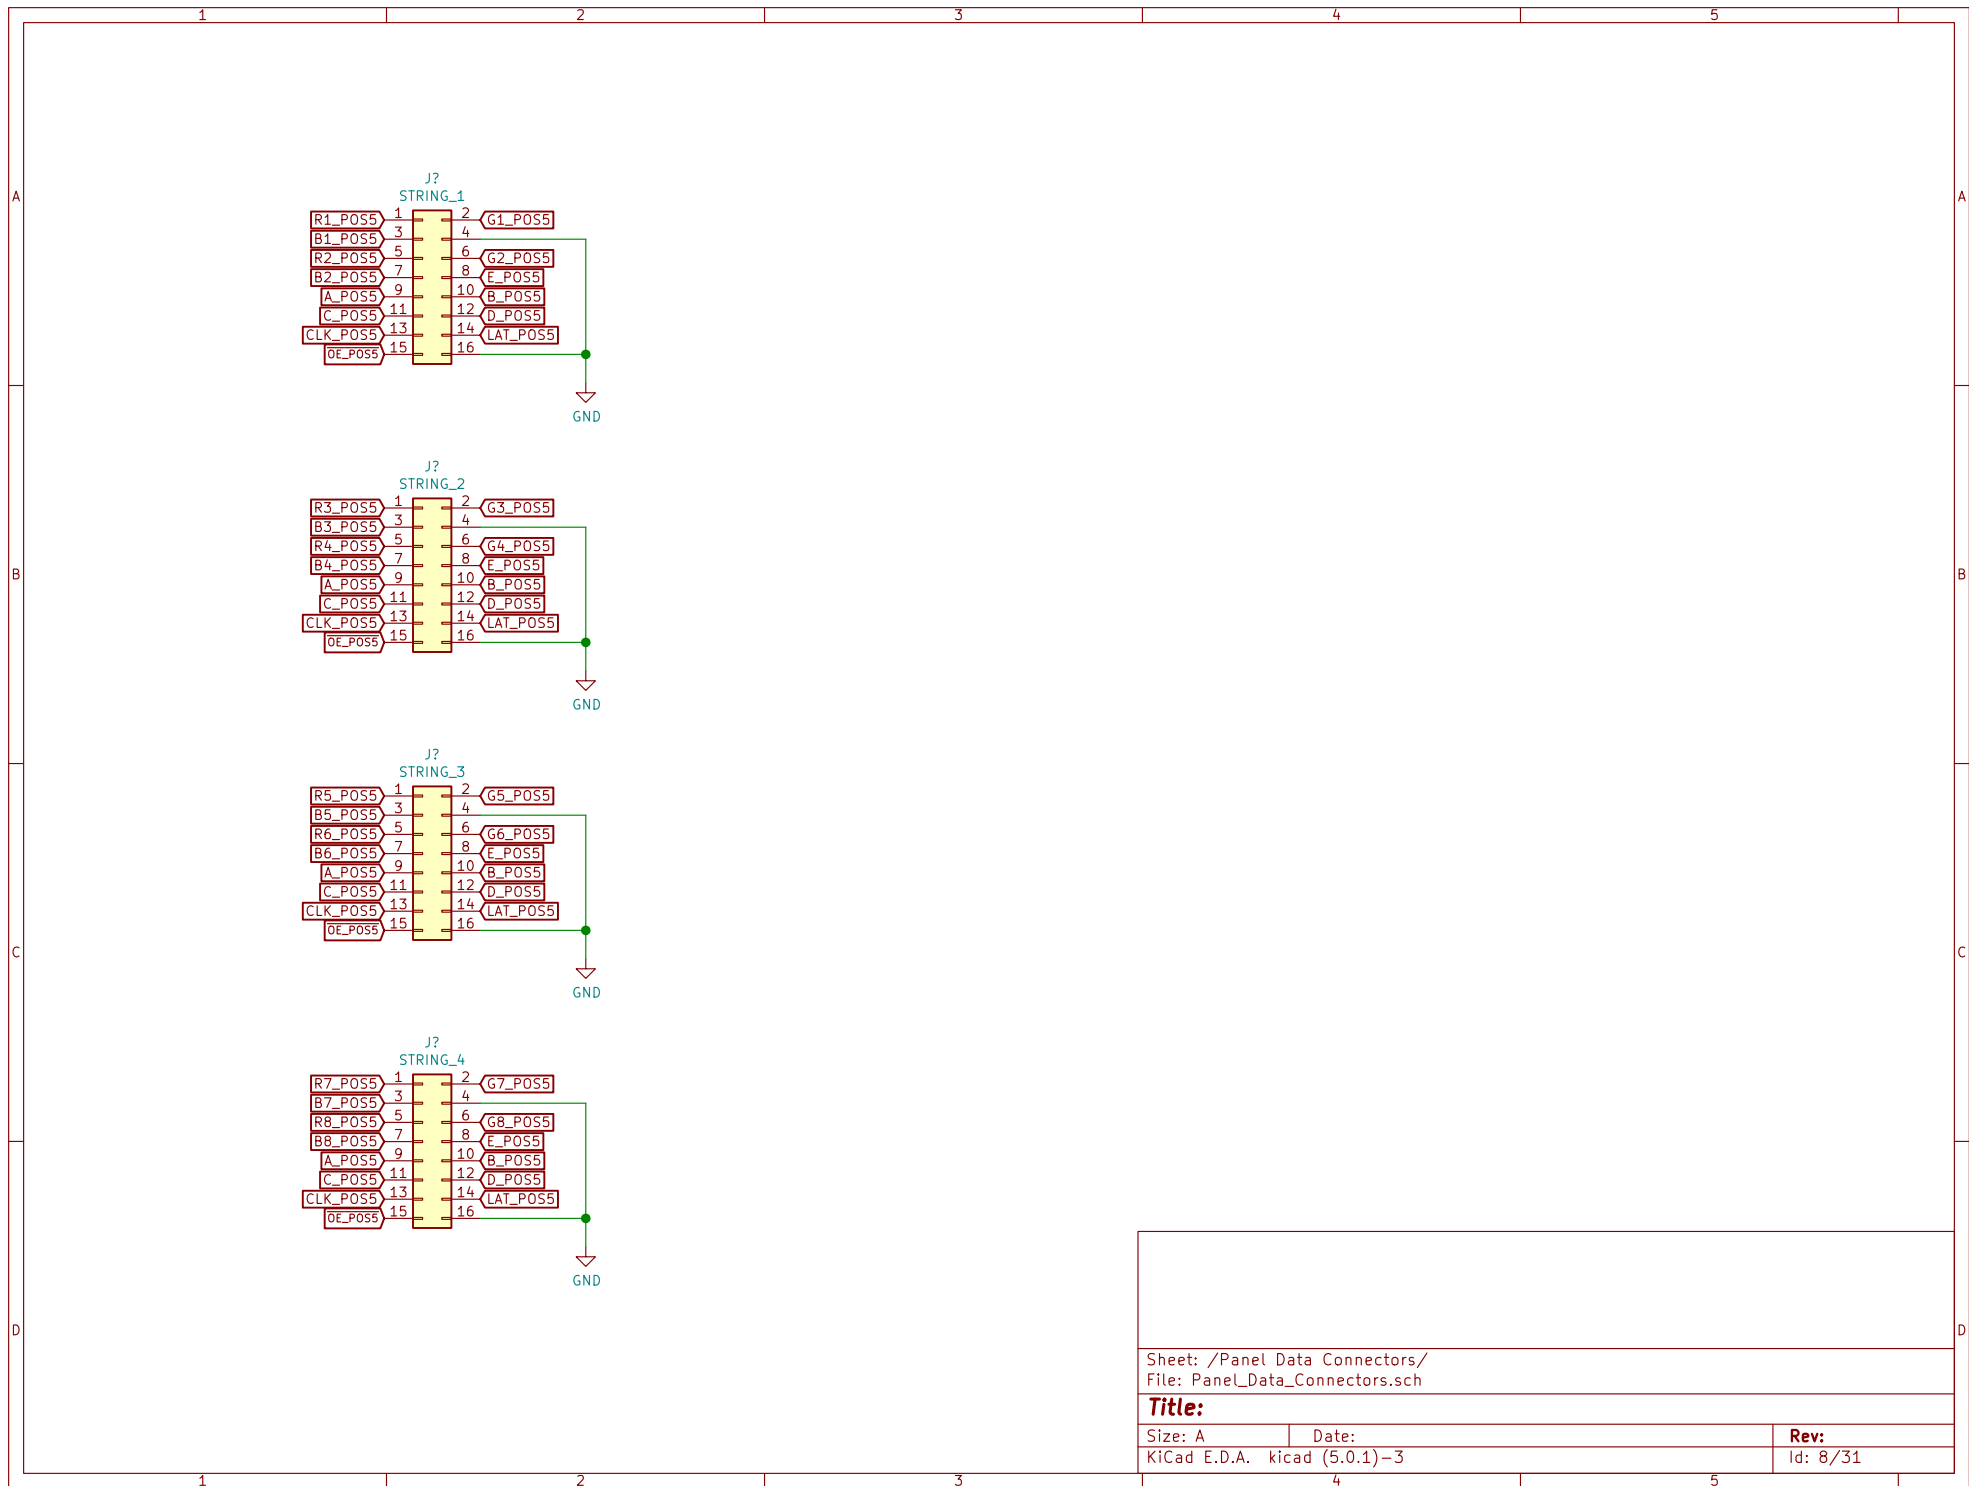 1 2 3 4 5
A A
J?
STRING_1
R1_POS5 1 2 G1_POS5
B1_POS5 3 4
R2_POS5 5 6 G2_POS5
B2_POS5 7 8 E_POS5
A_POS5 9 10 B_POS5
C_POS5 11 12 D_POS5
CLK_POS5 13 14 LAT_POS5
OE_POS5 15 16
GND
J?
STRING_2
R3_POS5 1 2 G3_POS5
B3_POS5 3 4
R4_POS5 5 6 G4_POS5
B4_POS5 7 8 E_POS5
B B
A_POS5 9 10 B_POS5
C_POS5 11 12 D_POS5
CLK_POS5 13 14 LAT_POS5
OE_POS5 15 16
GND
J?
STRING_3
R5_POS5 1 2 G5_POS5
B5_POS5 3 4
R6_POS5 5 6 G6_POS5
B6_POS5 7 8 E_POS5
A_POS5 9 10 B_POS5
C_POS5 11 12 D_POS5
CLK_POS5 13 14 LAT_POS5
OE_POS5 15 16
C C
GND
J?
STRING_4
R7_POS5 1 2 G7_POS5
B7_POS5 3 4
R8_POS5 5 6 G8_POS5
B8_POS5 7 8 E_POS5
A_POS5 9 10 B_POS5
C_POS5 11 12 D_POS5
CLK_POS5 13 14 LAT_POS5
OE_POS5 15 16
GND
D D
Sheet: /Panel Data Connectors/
File: Panel_Data_Connectors.sch
Title:
Size: A Date: Rev:
KiCad E.D.A. kicad (5.0.1)-3 Id: 8/31
1 2 3 4 5